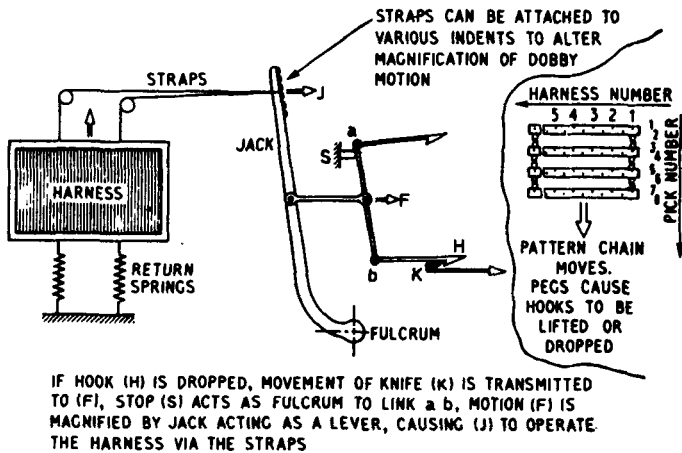 STRAPS CAN BE ATTACHED TO
VARIOUS INDENTS TO ALTER
MAGNIFICATION OF DOBBY
MOTION
STRAPS
J
JACK
HARNESS
RETURN
SPRINGS
a
S
F
b
H
K
FULCRUM
HARNESS NUMBER
5 4 3 2 1
1
2
3
4
5
6
7
8
PICK NUMBER
PATTERN CHAIN
MOVES.
PEGS CAUSE
HOOKS TO BE
LIFTED OR
DROPPED
IF HOOK (H) IS DROPPED, MOVEMENT OF KNIFE (K) IS TRANSMITTED
TO (F), STOP (S) ACTS AS FULCRUM TO LINK a b, MOTION (F) IS
MAGNIFIED BY JACK ACTING AS A LEVER, CAUSING (J) TO OPERATE
THE HARNESS VIA THE STRAPS